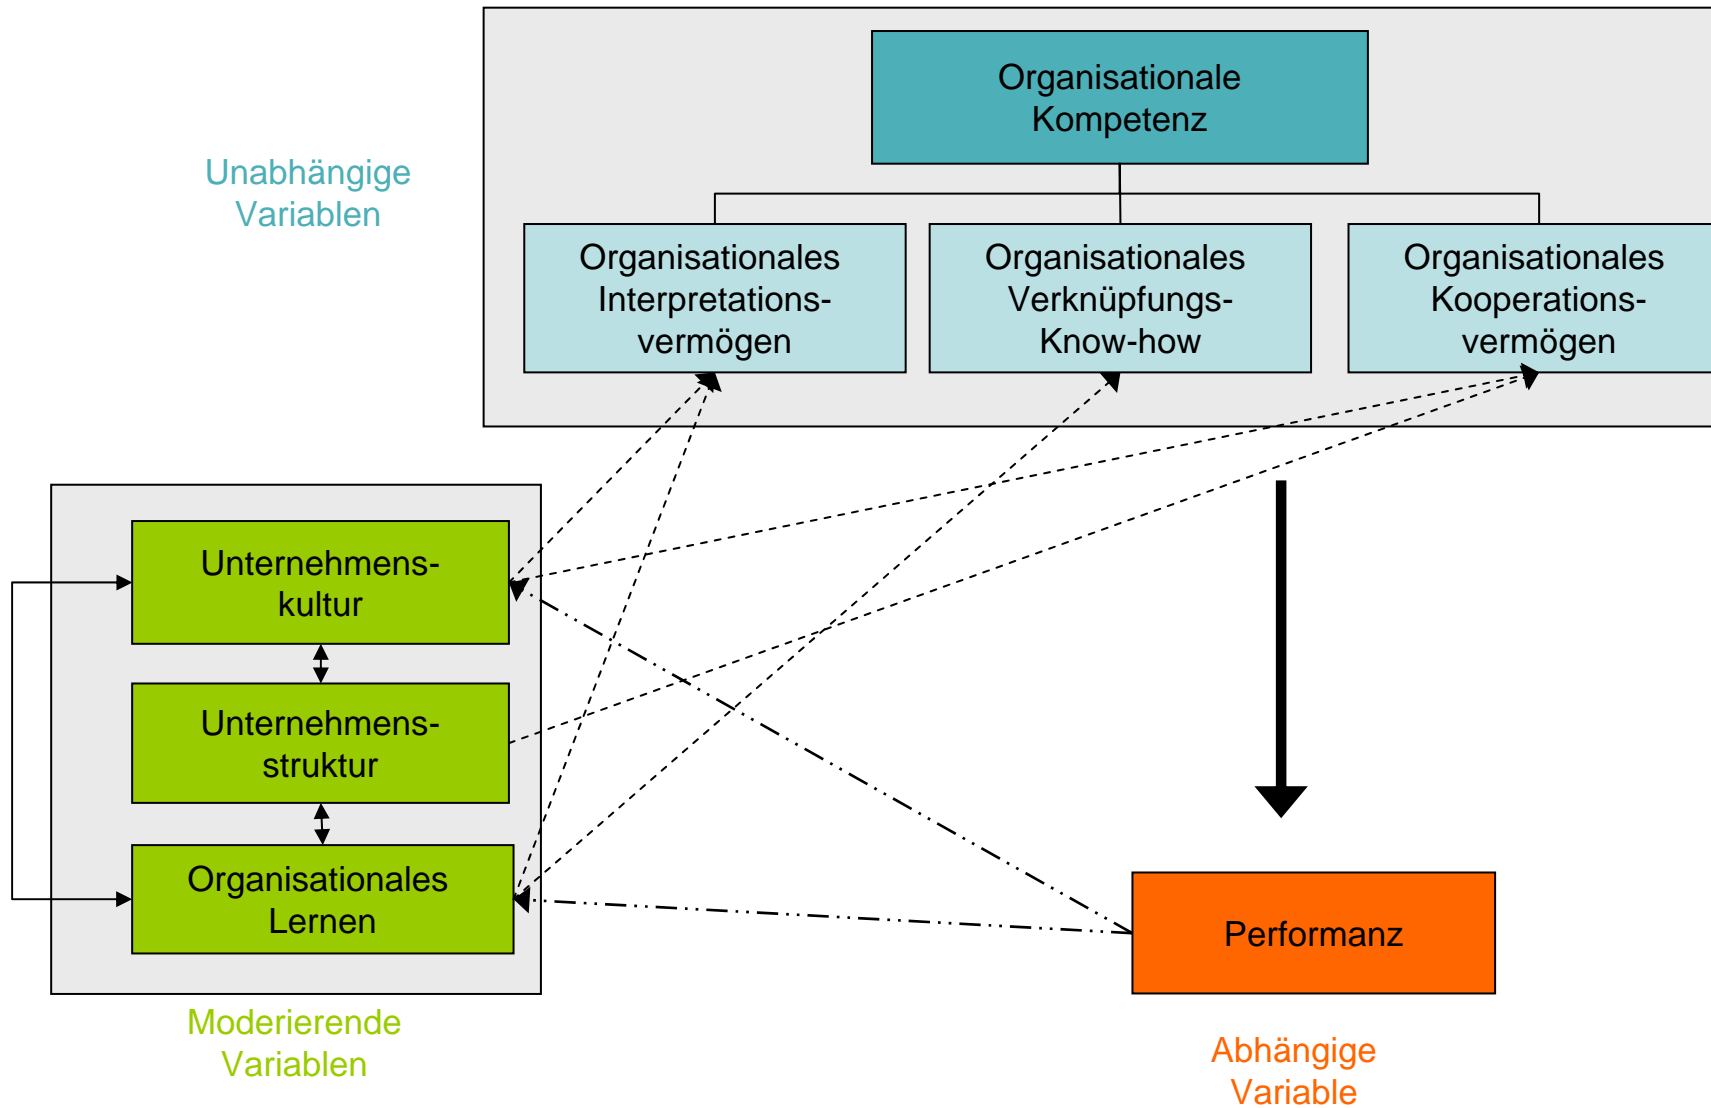 Organisationale
Kompetenz
Unabhängige
Variablen
Organisationales
Interpretations-
vermögen
Organisationales
Verknüpfungs-
Know-how
Organisationales
Kooperations-
vermögen
Unternehmens-
kultur
Unternehmens-
struktur
Organisationales
Lernen
Performanz
Moderierende
Variablen
Abhängige
Variable